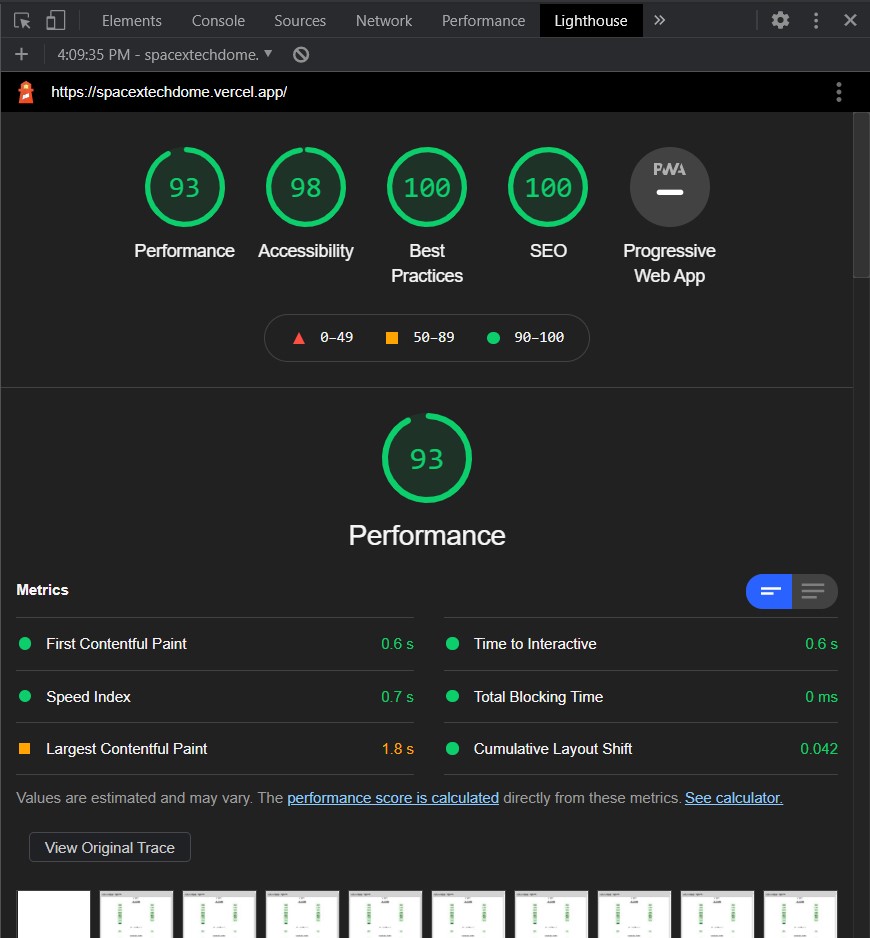 Elements Console Sources Network Performance Lighthouse »
4:09:35 PM - spacextechdome.
https://spacextechdome.vercel.app/
93 98 100 100 PWA
Performance Accessibility Best Practices SEO Progressive Web App
0–49 50–89 90–100
93
Performance
Metrics
First Contentful Paint 0.6 s
Time to Interactive 0.6 s
Speed Index 0.7 s
Total Blocking Time 0 ms
Largest Contentful Paint 1.8 s
Cumulative Layout Shift 0.042
Values are estimated and may vary. The performance score is calculated directly from these metrics. See calculator.
View Original Trace